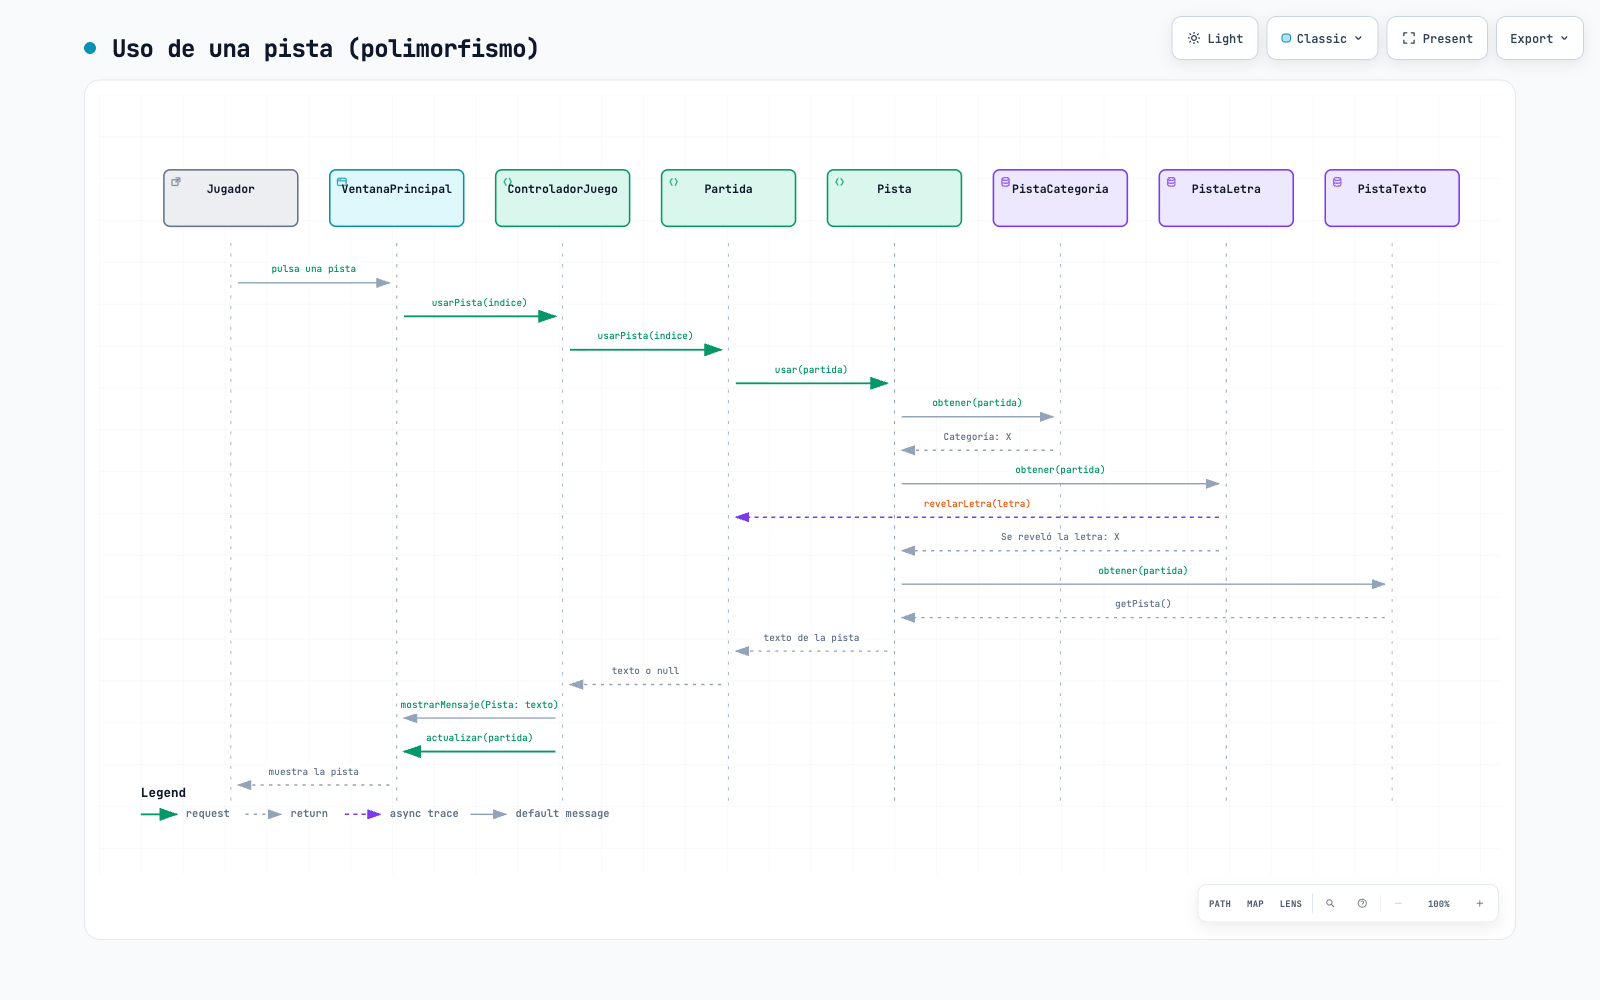 Uso de una pista (polimorfismo)
Light
Classic
Present
Export
Jugador
VentanaPrincipal
ControladorJuego
Partida
Pista
PistaCategoria
PistaLetra
PistaTexto
pulsa una pista
usarPista(indice)
usarPista(indice)
usar(partida)
obtener(partida)
Categoría: X
obtener(partida)
revelarLetra(letra)
Se reveló la letra: X
obtener(partida)
getPista()
texto de la pista
texto o null
mostrarMensaje(Pista: texto)
actualizar(partida)
muestra la pista
Legend
request
return
async trace
default message
PATH
MAP
LENS
100%